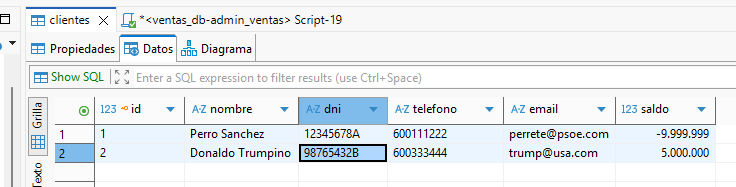 clientes X *<ventas_db-admin_ventas> Script-19
Propiedades Datos Diagrama
Show SQL Enter a SQL expression to filter results (use Ctrl+Space)
Grilla
Texto
123 id A-Z nombre A-Z dni A-Z telefono A-Z email 123 saldo
1 1 Perro Sanchez 12345678A 600111222 perrete@psoe.com -9.999.999
2 2 Donaldo Trumpino 98765432B 600333444 trump@usa.com 5.000.000